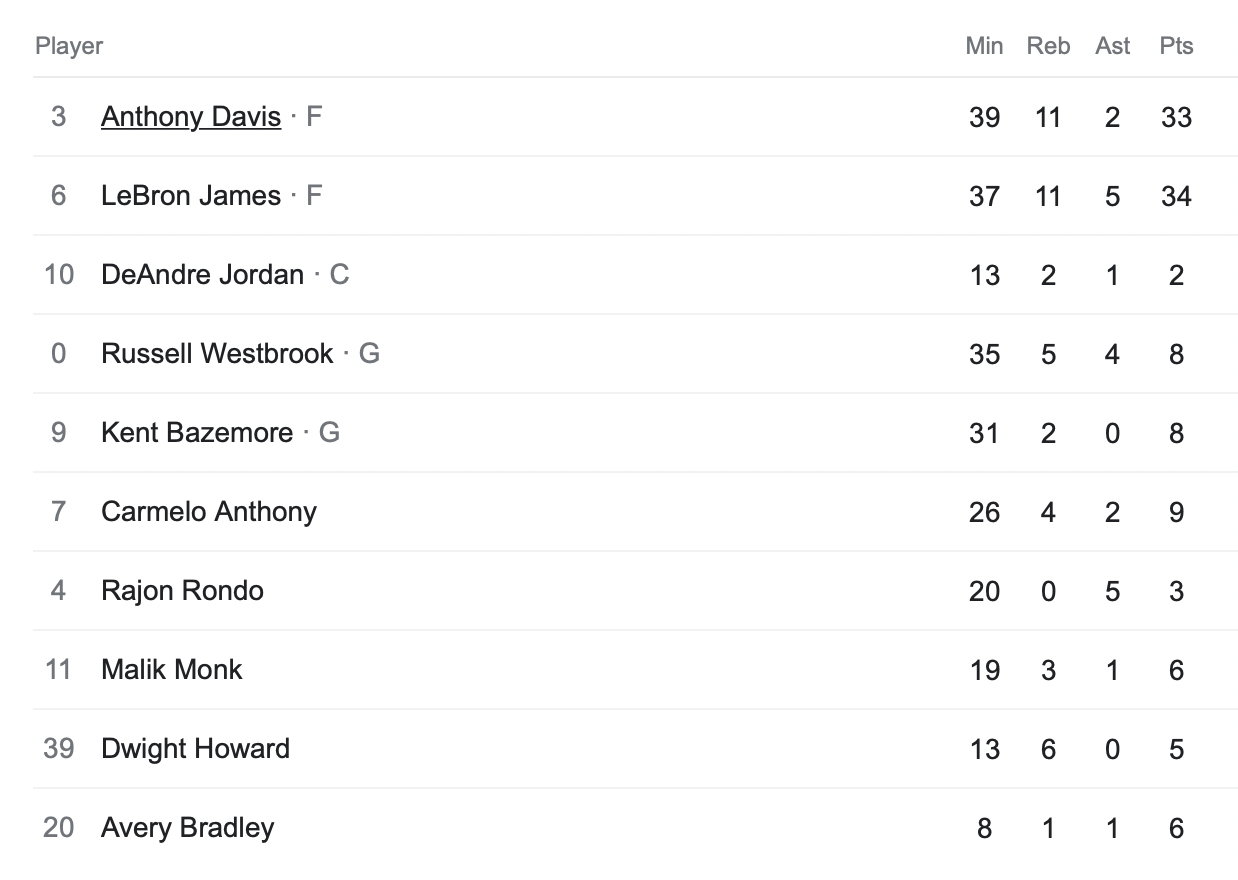 Player Min Reb Ast Pts
3 Anthony Davis · F 39 11 2 33
6 LeBron James · F 37 11 5 34
10 DeAndre Jordan · C 13 2 1 2
0 Russell Westbrook · G 35 5 4 8
9 Kent Bazemore · G 31 2 0 8
7 Carmelo Anthony 26 4 2 9
4 Rajon Rondo 20 0 5 3
11 Malik Monk 19 3 1 6
39 Dwight Howard 13 6 0 5
20 Avery Bradley 8 1 1 6